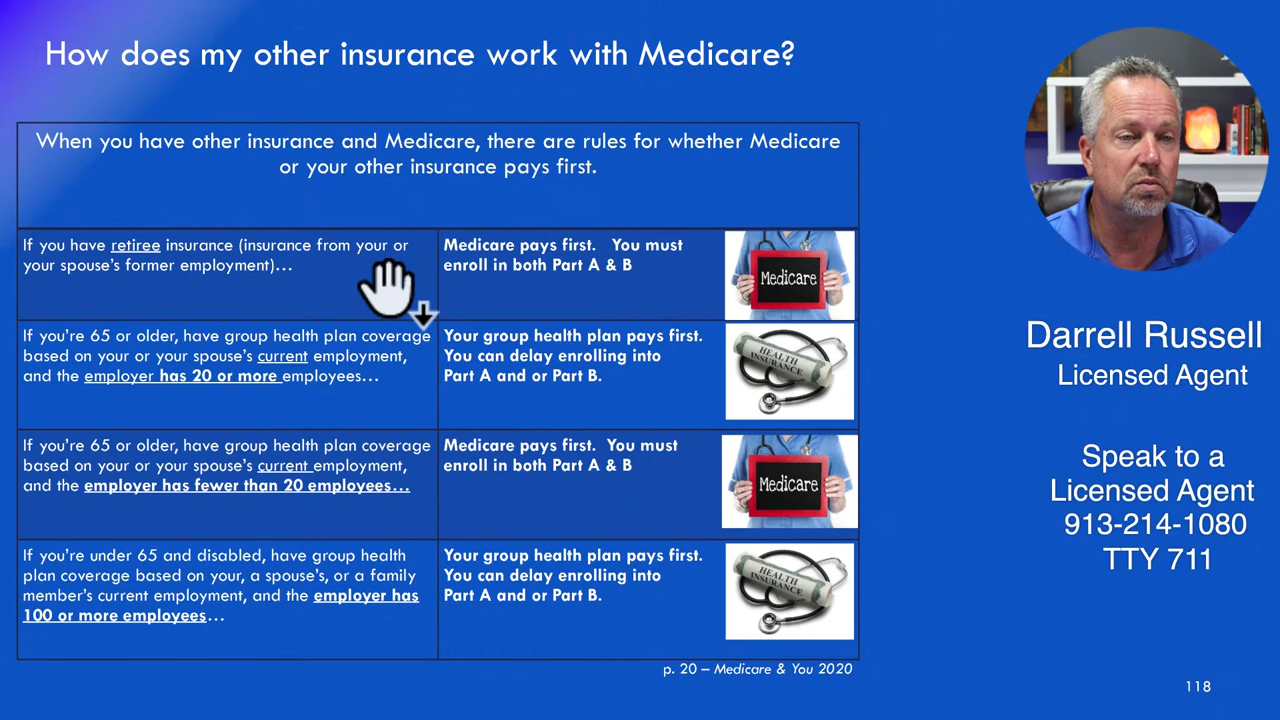 How does my other insurance work with Medicare?
When you have other insurance and Medicare, there are rules for whether Medicare
or your other insurance pays first.
If you have retiree insurance (insurance from your or
your spouse's former employment)...
Medicare pays first. You must
enroll in both Part A & B
Medicare
If you're 65 or older, have group health plan coverage
based on your or your spouse's current employment,
and the employer has 20 or more employees...
Your group health plan pays first.
You can delay enrolling into
Part A and or Part B.
HEALTH
INSURANCE
If you're 65 or older, have group health plan coverage
based on your or your spouse's current employment,
and the employer has fewer than 20 employees...
Medicare pays first. You must
enroll in both Part A & B
Medicare
If you're under 65 and disabled, have group health
plan coverage based on your, a spouse's, or a family
member's current employment, and the employer has
100 or more employees...
Your group health plan pays first.
You can delay enrolling into
Part A and or Part B.
HEALTH
INSURANCE
p. 20 – Medicare & You 2020
Darrell Russell
Licensed Agent
Speak to a
Licensed Agent
913-214-1080
TTY 711
118